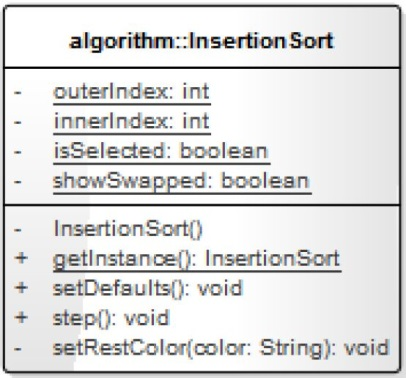 algorithm::InsertionSort
- outerIndex: int
- innerIndex: int
- isSelected: boolean
- showSwapped: boolean
- InsertionSort()
+ getInstance(): InsertionSort
+ setDefaults(): void
+ step(): void
- setRestColor(color: String): void